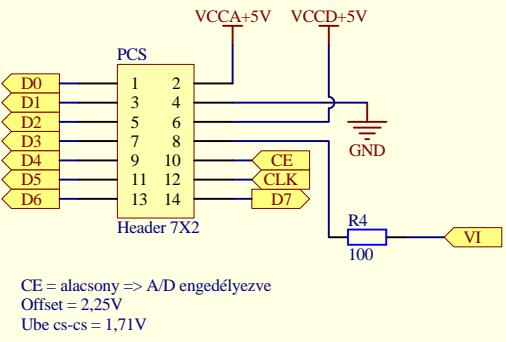 VCCA+5V VCCD+5V
PCS
D0 1 2
D1 3 4
D2 5 6
D3 7 8
GND
D4 9 10 CE
D5 11 12 CLK
D6 13 14 D7
Header 7X2
R4
VI
100
CE = alacsony => A/D engedélyezve
Offset = 2,25V
Ube cs-cs = 1,71V